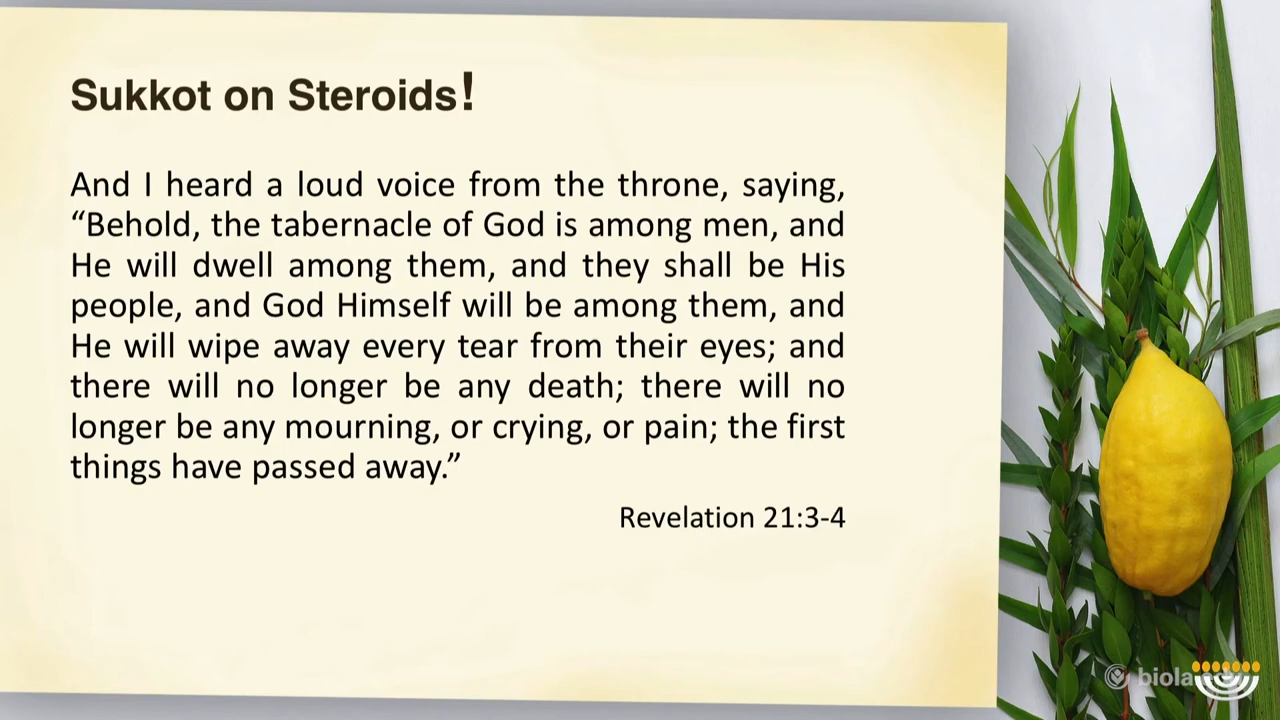 Sukkot on Steroids!
And I heard a loud voice from the throne, saying,
“Behold, the tabernacle of God is among men, and
He will dwell among them, and they shall be His
people, and God Himself will be among them, and
He will wipe away every tear from their eyes; and
there will no longer be any death; there will no
longer be any mourning, or crying, or pain; the first
things have passed away.”
Revelation 21:3-4